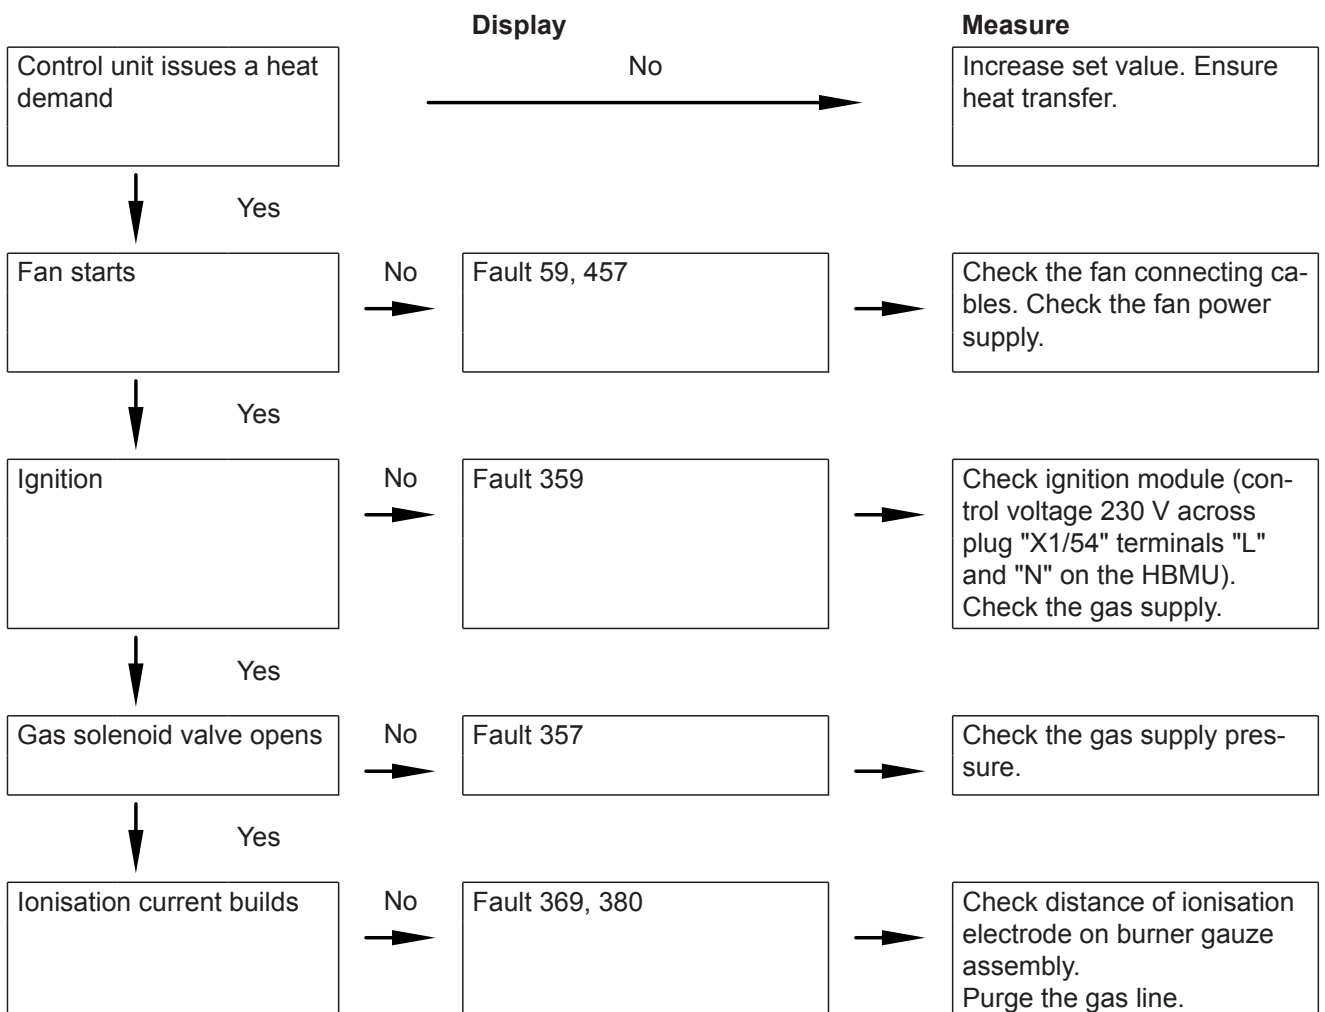 Display Measure
Control unit issues a heat
demand
No
Increase set value. Ensure
heat transfer.
Yes
Fan starts
No
Fault 59, 457
Check the fan connecting ca-
bles. Check the fan power
supply.
Yes
Ignition
No
Fault 359
Check ignition module (con-
trol voltage 230 V across
plug "X1/54" terminals "L"
and "N" on the HBMU).
Check the gas supply.
Yes
Gas solenoid valve opens
No
Fault 357
Check the gas supply pres-
sure.
Yes
Ionisation current builds
No
Fault 369, 380
Check distance of ionisation
electrode on burner gauze
assembly.
Purge the gas line.